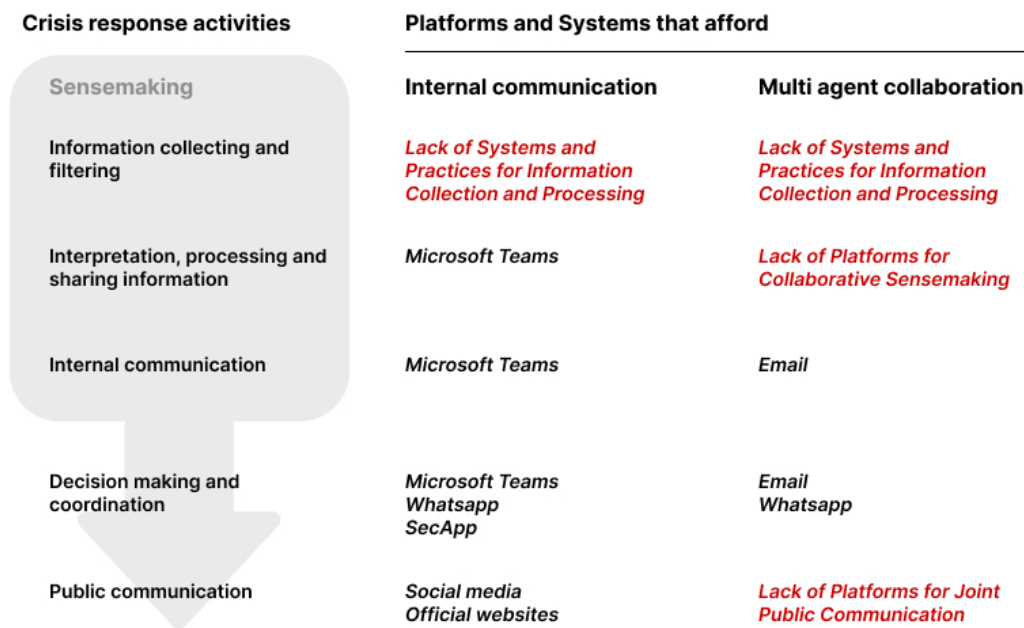 Crisis response activities
Platforms and Systems that afford
Sensemaking
Internal communication
Multi agent collaboration
Information collecting and
filtering
Lack of Systems and
Practices for Information
Collection and Processing
Lack of Systems and
Practices for Information
Collection and Processing
Interpretation, processing and
sharing information
Microsoft Teams
Lack of Platforms for
Collaborative Sensemaking
Internal communication
Microsoft Teams
Email
Decision making and
coordination
Microsoft Teams
Whatsapp
SecApp
Email
Whatsapp
Public communication
Social media
Official websites
Lack of Platforms for Joint
Public Communication